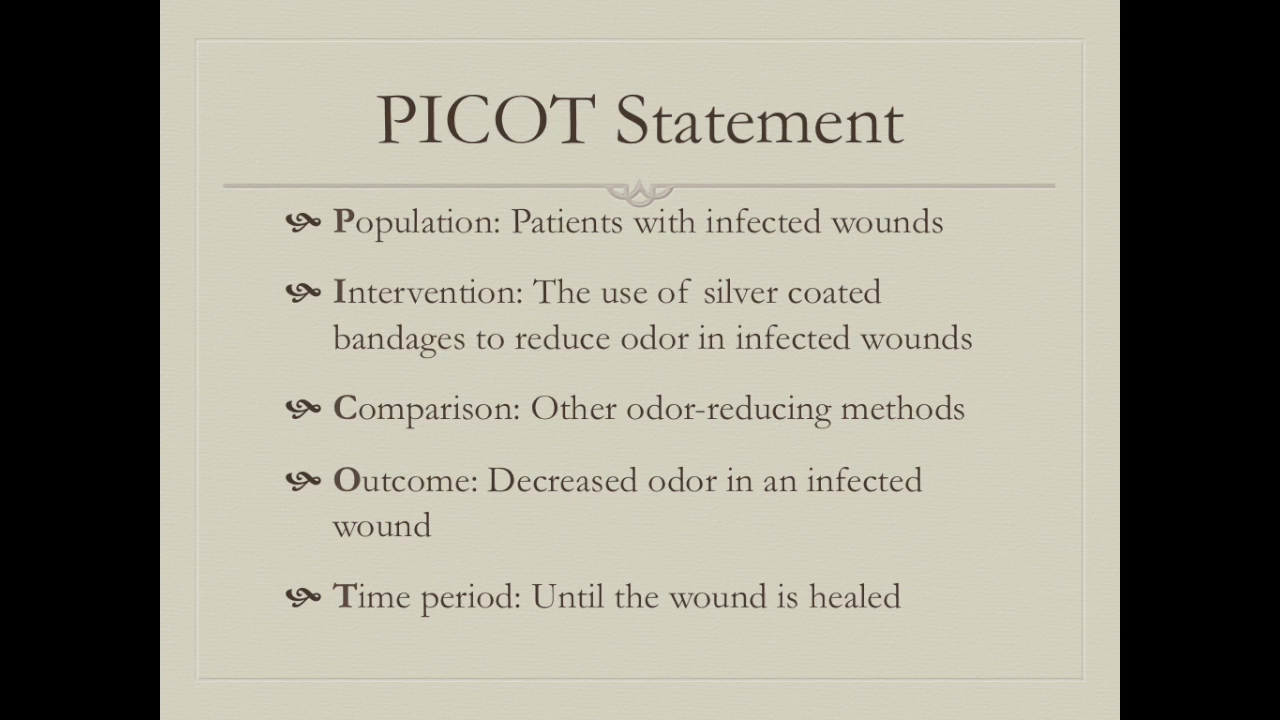 PICOT Statement
Population: Patients with infected wounds
Intervention: The use of silver coated
bandages to reduce odor in infected wounds
Comparison: Other odor-reducing methods
Outcome: Decreased odor in an infected
wound
Time period: Until the wound is healed